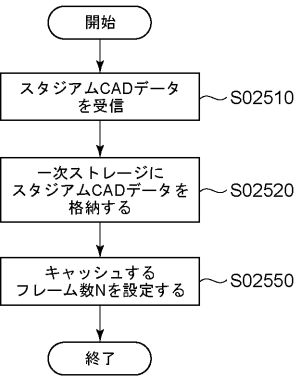 開始
スタジアムCADデータ
を受信
S02510
一次ストレージに
スタジアムCADデータを
格納する
S02520
キャッシュする
フレーム数Nを設定する
S02550
終了